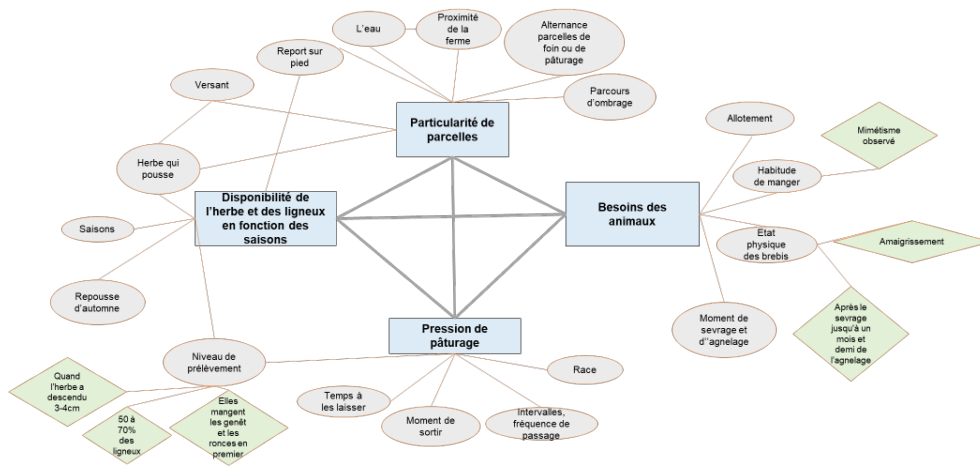 L'eau
Proximité
de la
ferme
Alternance
parcelles de
foin ou de
pâturage
Report sur
pied
Versant
Parcours
d'ombrage
Particularité de
parcelles
Allotement
Mimétisme
observé
Herbe qui
pousse
Habitude
de manger
Disponibilité de
l'herbe et des ligneux
en fonction des
saisons
Besoins des
animaux
Saisons
Etat
physique
des brebis
Amaigrissement
Repousse
d'automne
Moment de
sevrage et
d''agnelage
Après le
sevrage
jusqu'à un
mois et
demi de
l'agnelage
Pression de
pâturage
Niveau de
prélèvement
Race
Quand
l'herbe a
descendu
3-4cm
Temps à
les laisser
Elles
mangent
les genêt
et les
ronces en
premier
50 à
70%
des
ligneux
Moment de
sortir
Intervalles,
fréquence de
passage